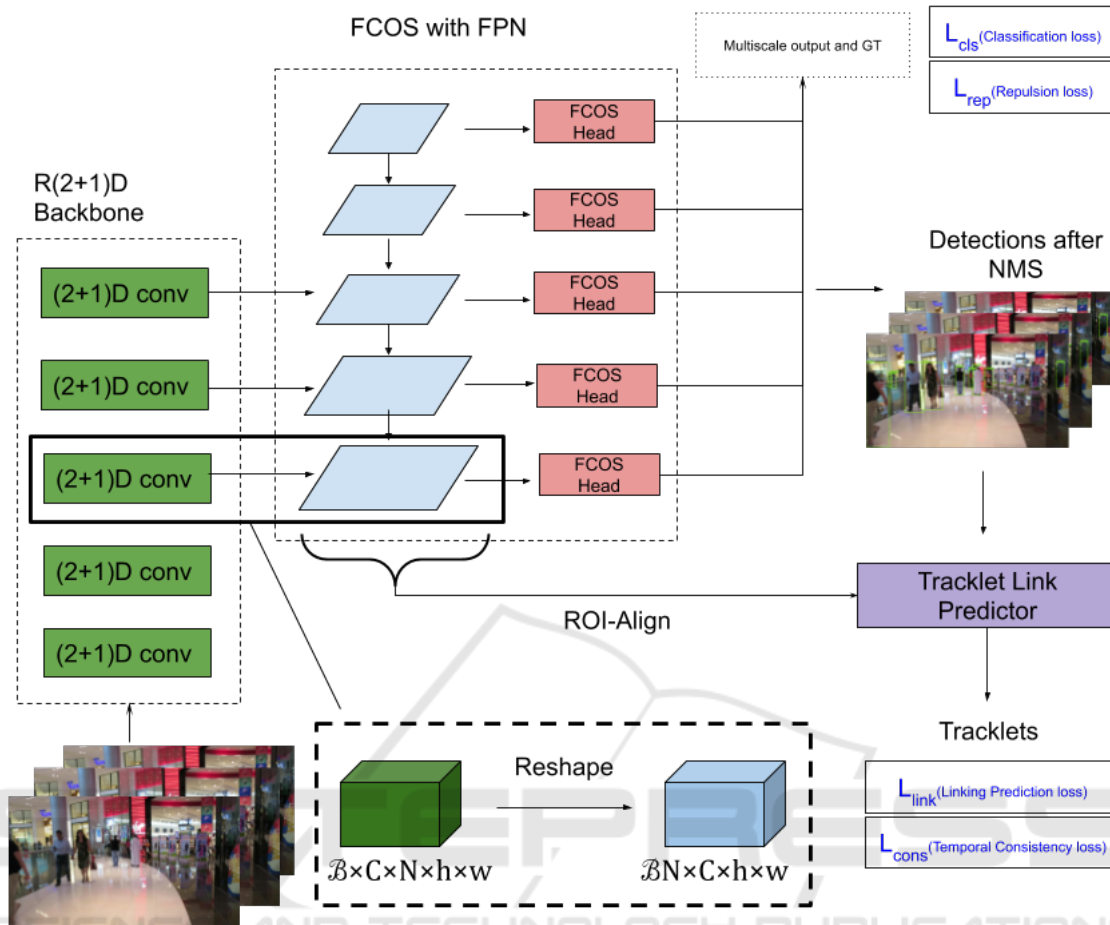 FCOS with FPN
Multiscale output and GT
L_cls(Classification loss)
L_rep(Repulsion loss)
FCOS
Head
FCOS
Head
FCOS
Head
FCOS
Head
FCOS
Head
R(2+1)D
Backbone
(2+1)D conv
(2+1)D conv
(2+1)D conv
(2+1)D conv
(2+1)D conv
Detections after
NMS
Tracklet Link
Predictor
ROI-Align
Tracklets
Reshape
ℬ×C×N×h×w
ℬN×C×h×w
L_link(Linking Prediction loss)
L_cons(Temporal Consistency loss)